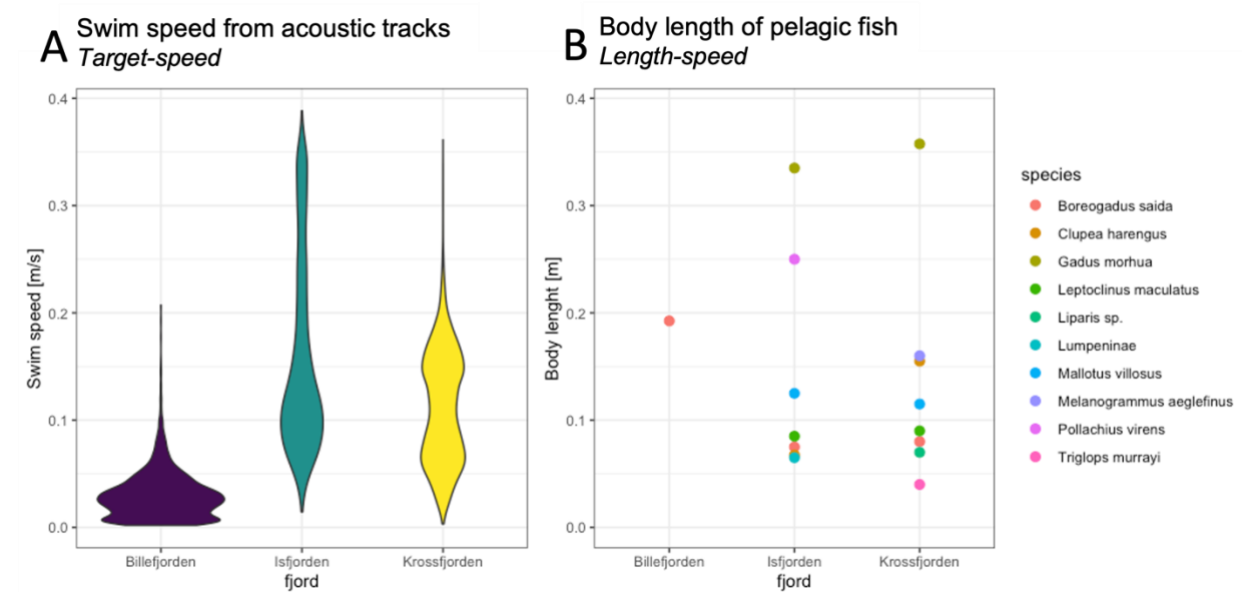 A Swim speed from acoustic tracks
Target-speed
B Body length of pelagic fish
Length-speed
0.4
0.3
0.2
0.1
0.0
Swim speed [m/s]
Billefjorden Isfjorden Krossfjorden
fjord
0.4
0.3
0.2
0.1
0.0
Body lenght [m]
Billefjorden Isfjorden Krossfjorden
fjord
species
Boreogadus saida
Clupea harengus
Gadus morhua
Leptoclinus maculatus
Liparis sp.
Lumpeninae
Mallotus villosus
Melanogrammus aeglefinus
Pollachius virens
Triglops murrayi